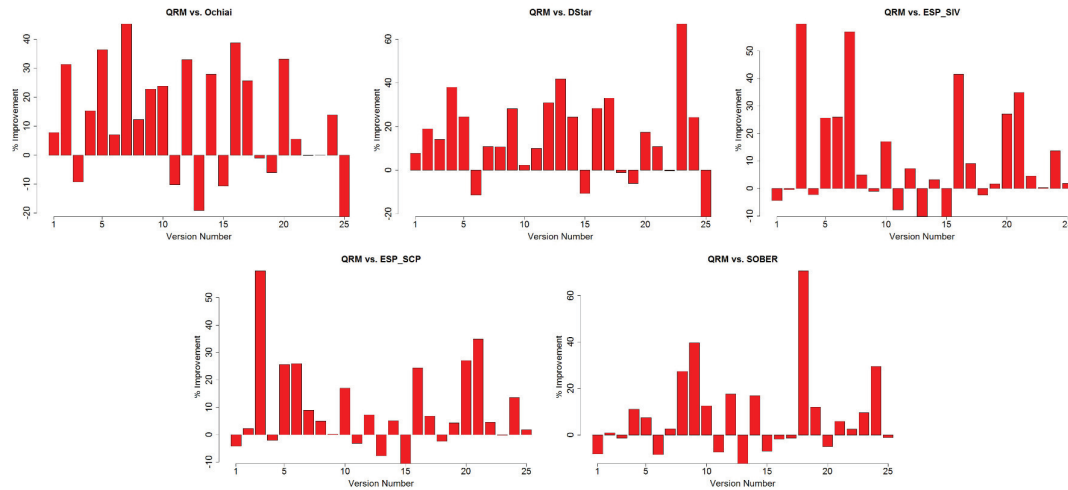 QRM vs. Ochiai
% Improvement
40
30
20
10
0
-10
-20
1 5 10 15 20 25
Version Number
QRM vs. DStar
% Improvement
60
40
20
0
-20
1 5 10 15 20 25
Version Number
QRM vs. ESP_SIV
% Improvement
50
40
30
20
10
0
-10
1 5 10 15 20
Version Number
QRM vs. ESP_SCP
% Improvement
50
40
30
20
10
0
-10
1 5 10 15 20 25
Version Number
QRM vs. SOBER
% Improvement
60
40
20
0
1 5 10 15 20 25
Version Number